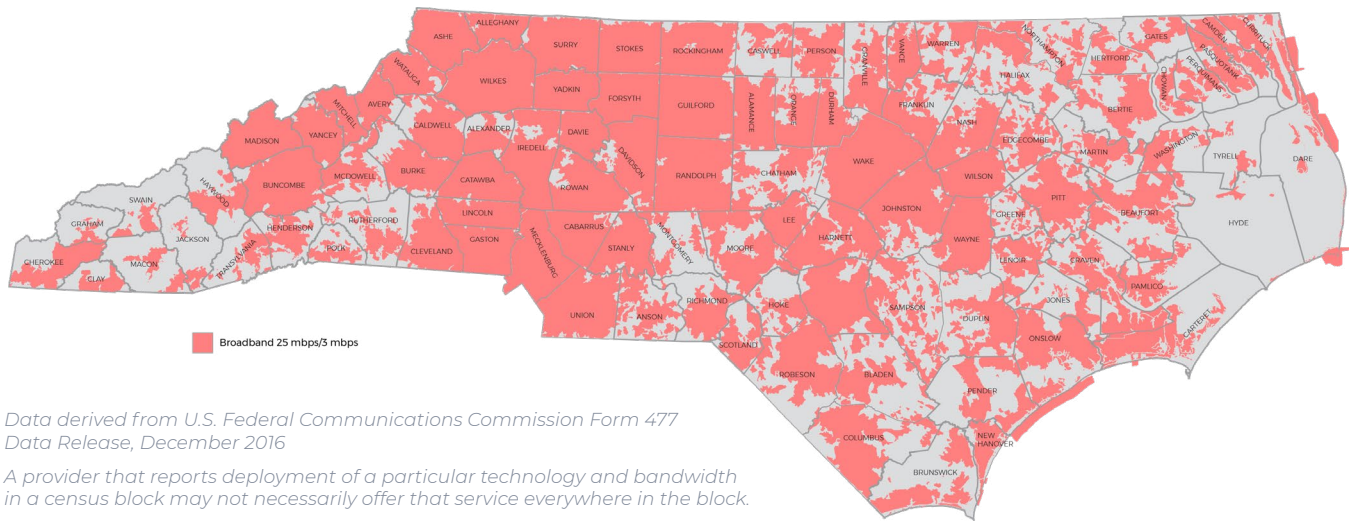 ALLEGHANY
ASHE
SURRY
STOKES
ROCKINGHAM
CASWELL
PERSON
GRANVILLE
VANCE
WARREN
NORTHAMPTON
GATES
CAMDEN
CURRITUCK
HERTFORD
PASQUOTANK
PERQUIMANS
CHOWAN
WATAUGA
WILKES
YADKIN
FORSYTH
GUILFORD
ALAMANCE
ORANGE
DURHAM
FRANKLIN
HALIFAX
NASH
BERTIE
MITCHELL
AVERY
CALDWELL
ALEXANDER
DAVIE
IREDELL
DAVIDSON
EDGECOMBE
MADISON
YANCEY
MARTIN
WASHINGTON
TYRELL
DARE
BUNCOMBE
MCDOWELL
BURKE
CATAWBA
ROWAN
RANDOLPH
CHATHAM
WAKE
WILSON
HAYWOOD
SWAIN
GRAHAM
JACKSON
HENDERSON
RUTHERFORD
LINCOLN
CABARRUS
LEE
JOHNSTON
PITT
GREENE
BEAUFORT
HYDE
CHEROKEE
CLAY
MACON
TRANSYLVANIA
POLK
CLEVELAND
GASTON
MECKLENBURG
STANLY
MONTGOMERY
MOORE
HARNETT
WAYNE
LENOIR
CRAVEN
PAMLICO
UNION
ANSON
RICHMOND
HOKE
SAMPSON
DUPLIN
JONES
CARTERET
SCOTLAND
ONSLOW
ROBESON
BLADEN
PENDER
COLUMBUS
NEW
HANOVER
BRUNSWICK
Broadband 25 mbps/3 mbps
Data derived from U.S. Federal Communications Commission Form 477
Data Release, December 2016
A provider that reports deployment of a particular technology and bandwidth
in a census block may not necessarily offer that service everywhere in the block.